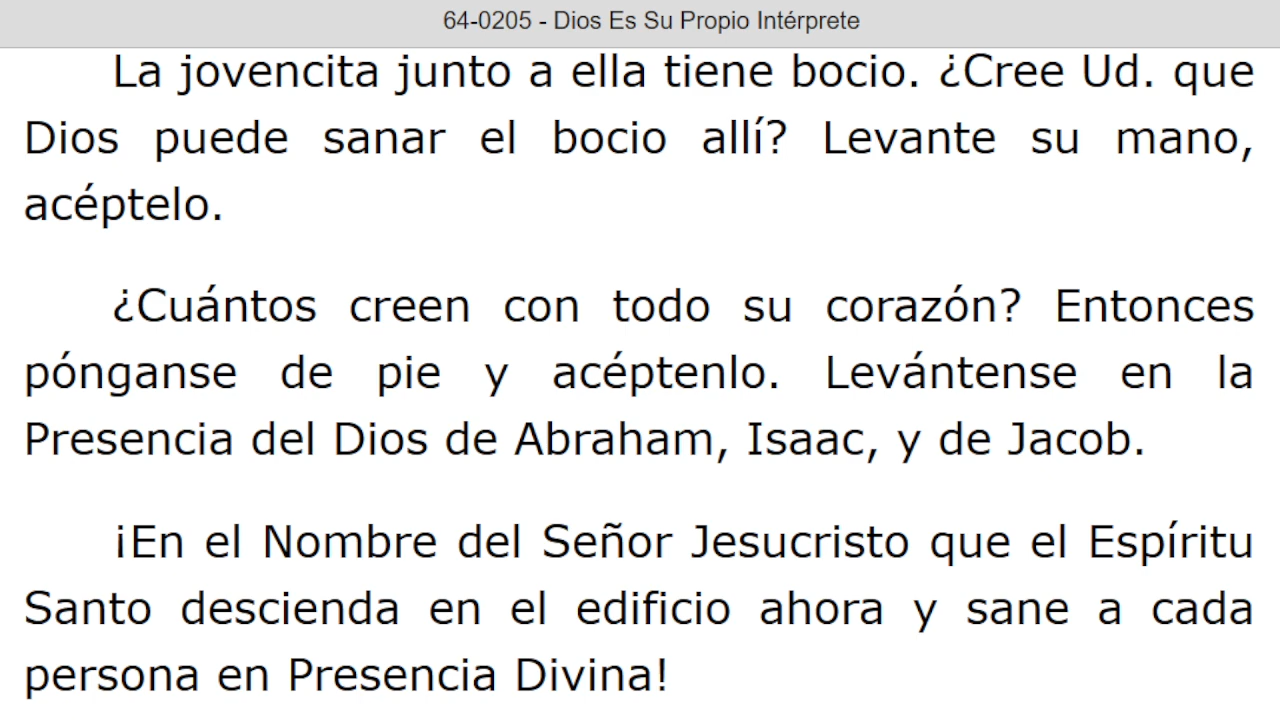 64-0205 - Dios Es Su Propio Intérprete
La jovencita junto a ella tiene bocio. ¿Cree Ud. que
Dios puede sanar el bocio allí? Levante su mano,
acéptelo.
¿Cuántos creen con todo su corazón? Entonces
pónganse de pie y acéptenlo. Levántense en la
Presencia del Dios de Abraham, Isaac, y de Jacob.
¡En el Nombre del Señor Jesucristo que el Espíritu
Santo descienda en el edificio ahora y sane a cada
persona en Presencia Divina!